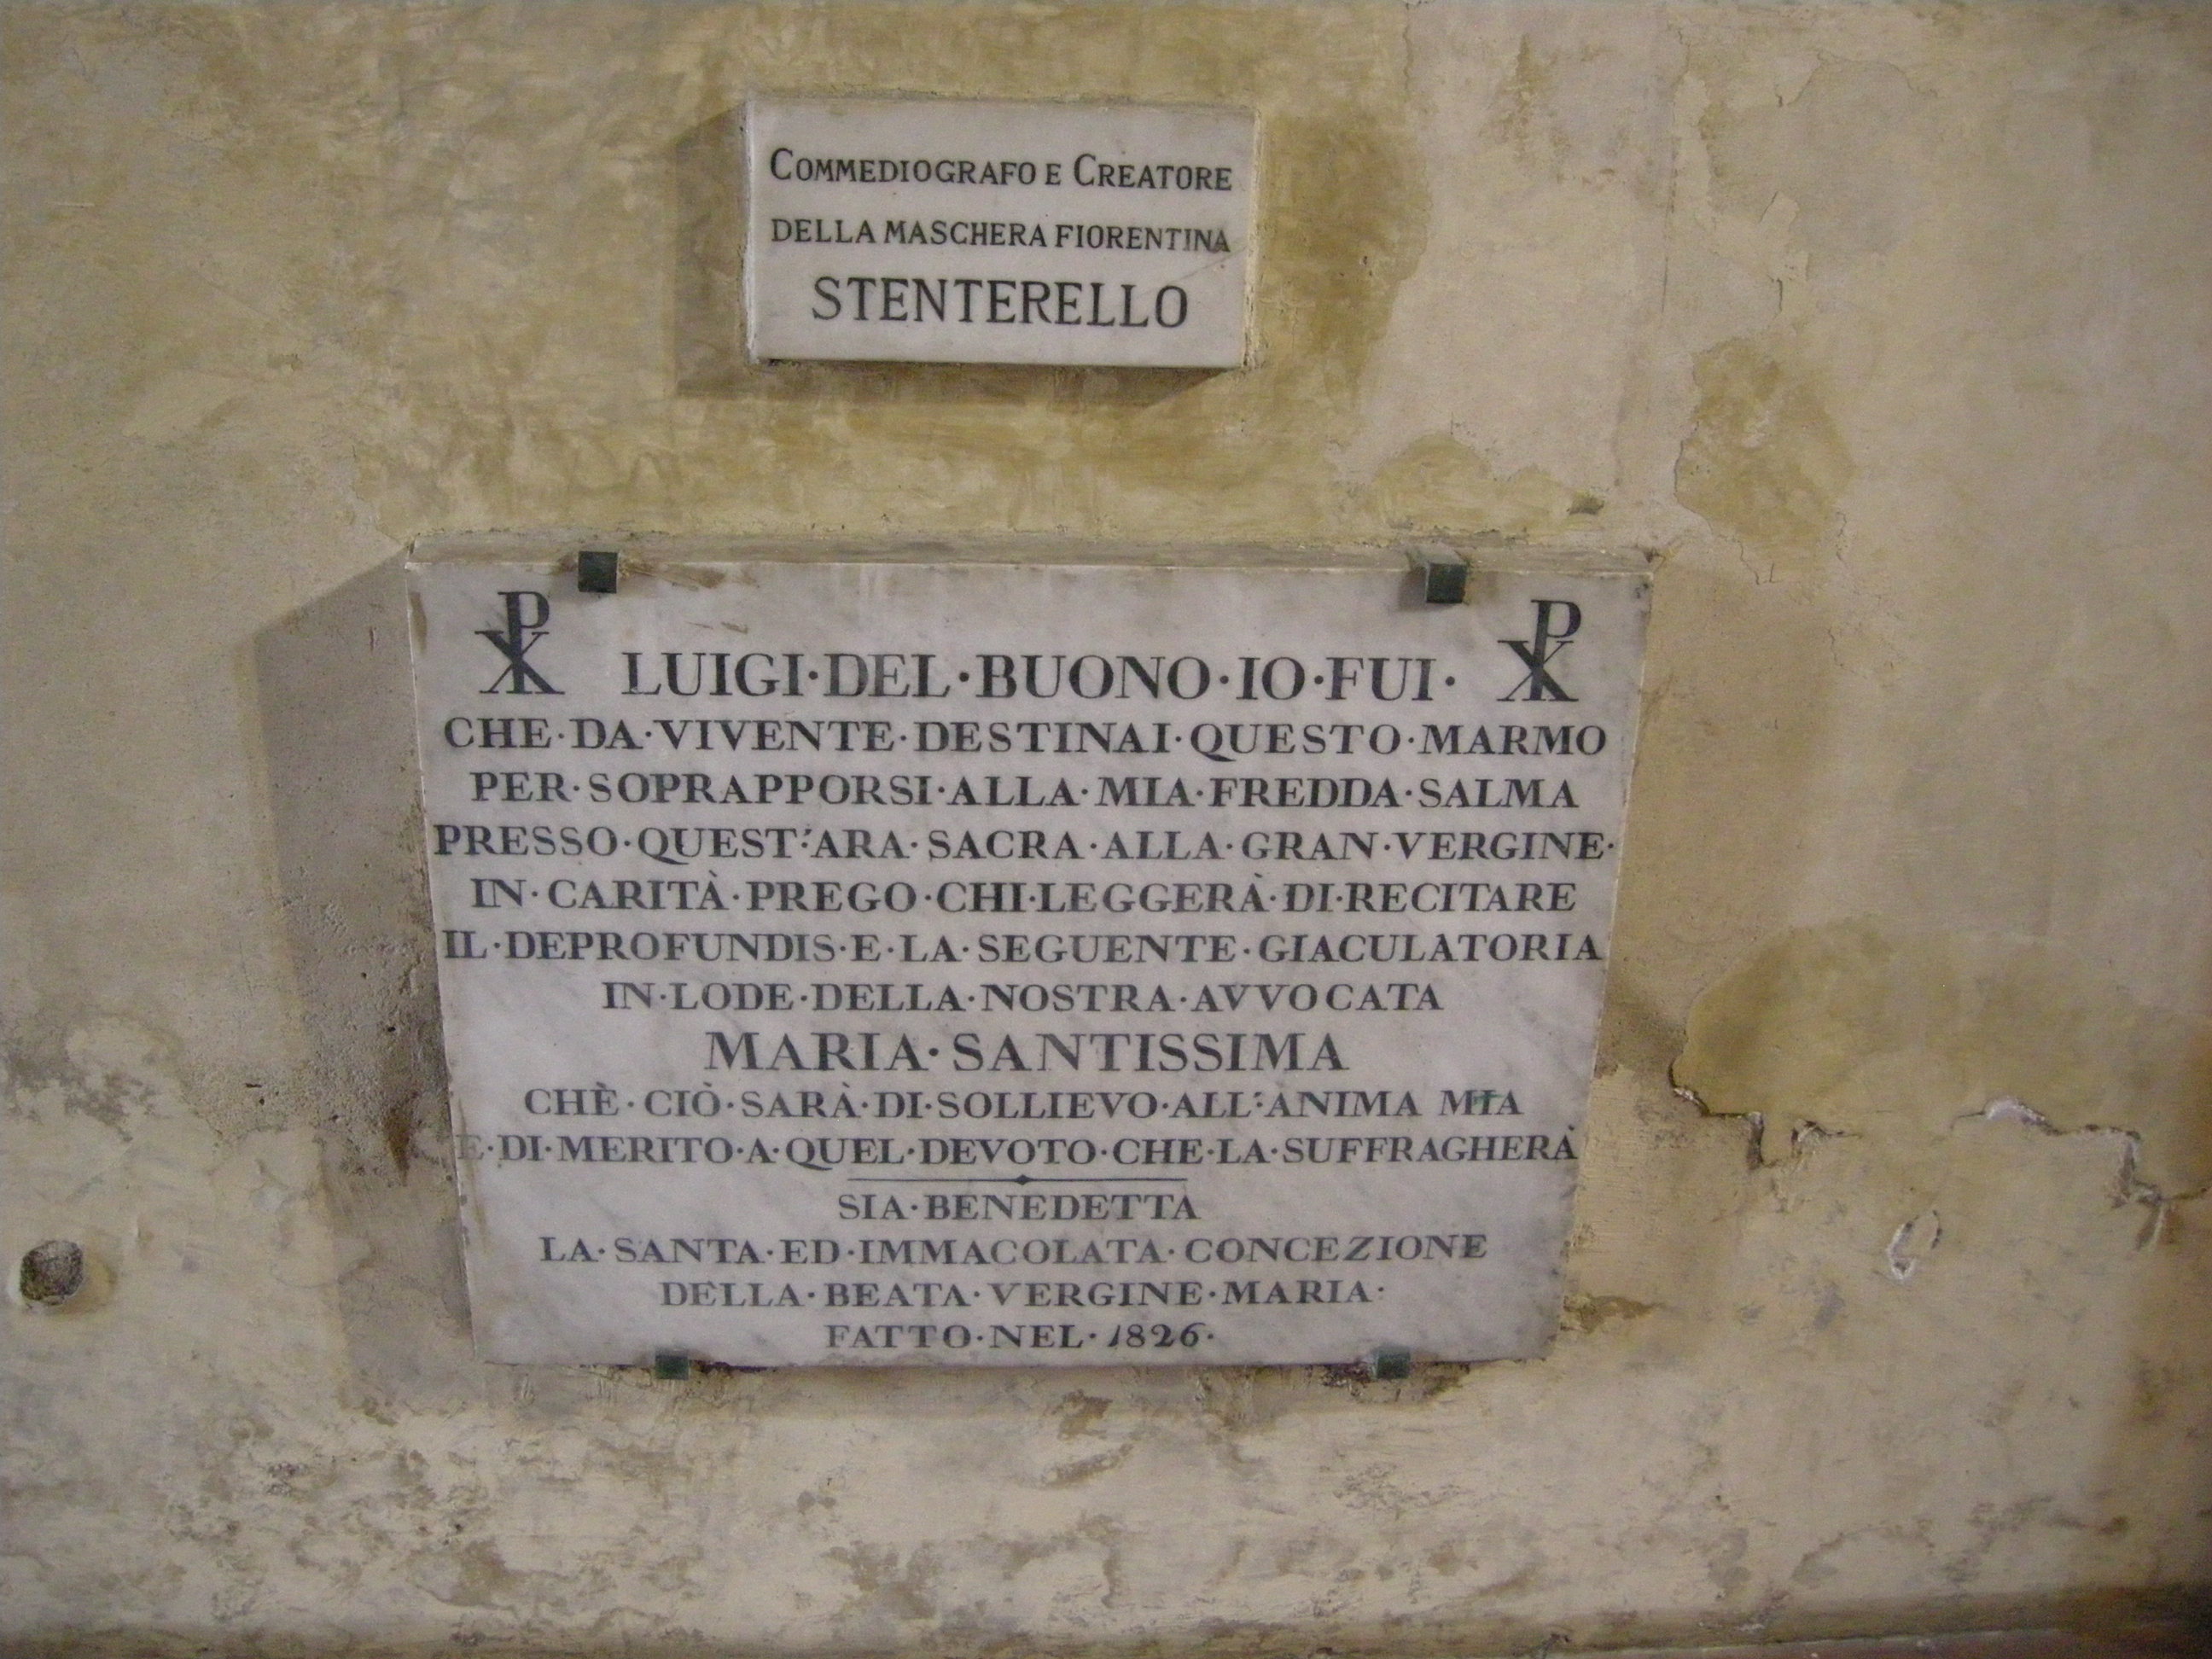 COMMEDIOGRAFO E CREATORE
DELLA MASCHERA FIORENTINA
STENTERELLO
LUIGI·DEL·BUONO·IO·FUI·
CHE·DA·VIVENTE·DESTINAI·QUESTO·MARMO
PER·SOPRAPPORSI·ALLA·MIA·FREDDA·SALMA
PRESSO·QUEST'ARA·SACRA·ALLA·GRAN·VERGINE·
IN·CARITÀ·PREGO·CHI·LEGGERÀ·DI·RECITARE
IL·DEPROFUNDIS·E·LA·SEGUENTE·GIACULATORIA
IN·LODE·DELLA·NOSTRA·AVVOCATA
MARIA·SANTISSIMA
CHÈ·CIÒ·SARÀ·DI·SOLLIEVO·ALL'ANIMA MIA
E·DI·MERITO·A·QUEL·DEVOTO·CHE·LA·SUFFRAGHERÀ
SIA·BENEDETTA
LA·SANTA·ED·IMMACOLATA·CONCEZIONE
DELLA·BEATA·VERGINE·MARIA·
FATTO·NEL·1826·